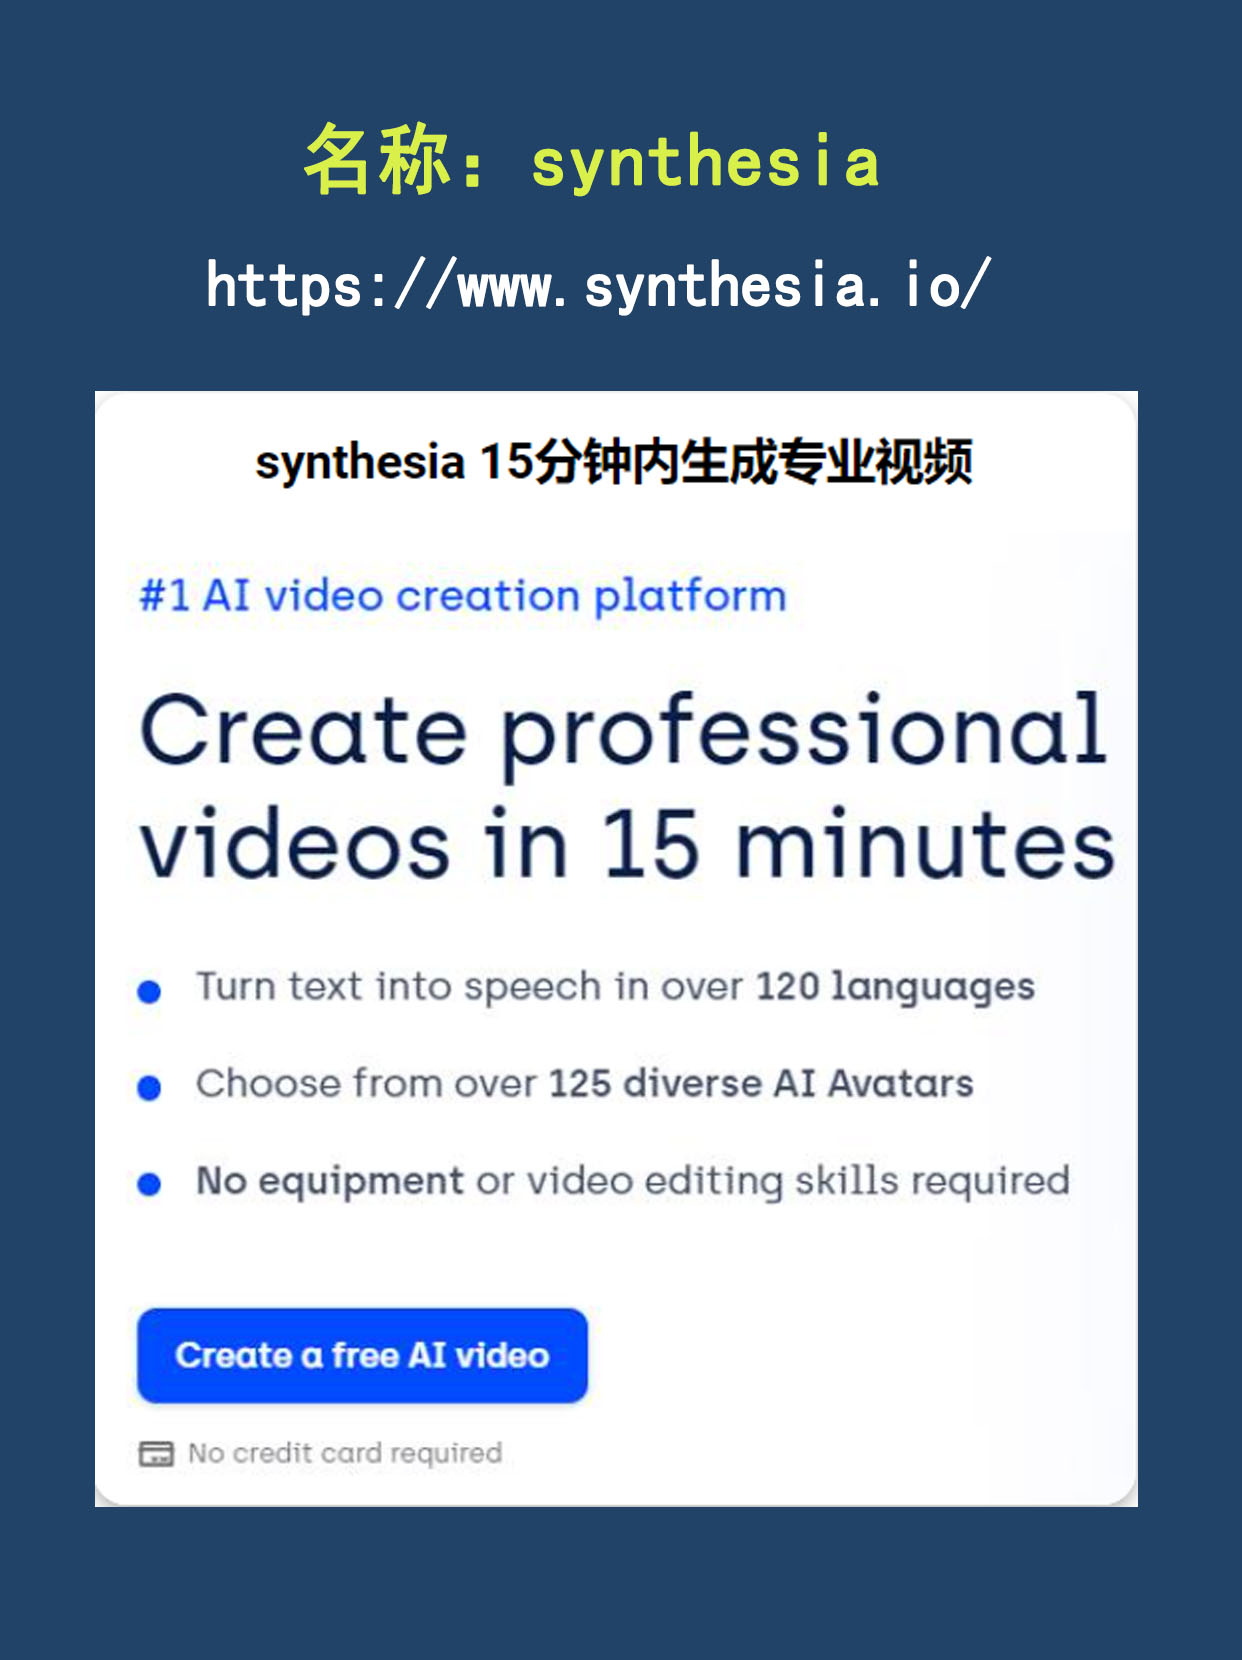 名称：synthesia
https://www.synthesia.io/
synthesia 15分钟内生成专业视频
#1 AI video creation platform
Create professional
videos in 15 minutes
Turn text into speech in over 120 languages
Choose from over 125 diverse AI Avatars
No equipment or video editing skills required
Create a free AI video
No credit card required